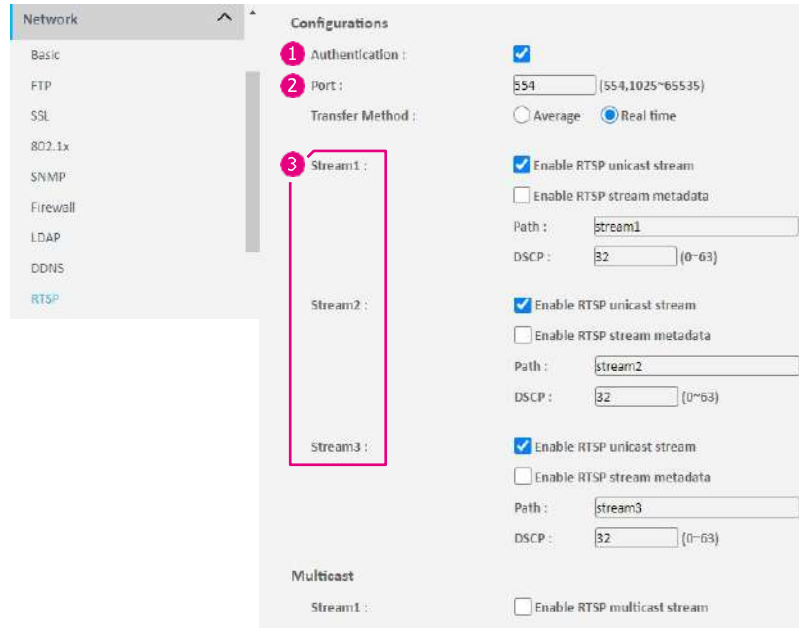 Network
Basic
FTP
SSL
802.1x
SNMP
Firewall
LDAP
DDNS
RTSP
Configurations
1 Authentication :
2 Port : 554 (554,1025~65535)
Transfer Method : Average Real time
3 Stream1 : Enable RTSP unicast stream
Enable RTSP stream metadata
Path : stream1
DSCP : 32 (0~63)
Stream2 : Enable RTSP unicast stream
Enable RTSP stream metadata
Path : stream2
DSCP : 32 (0~63)
Stream3 : Enable RTSP unicast stream
Enable RTSP stream metadata
Path : stream3
DSCP : 32 (0~63)
Multicast
Stream1 : Enable RTSP multicast stream